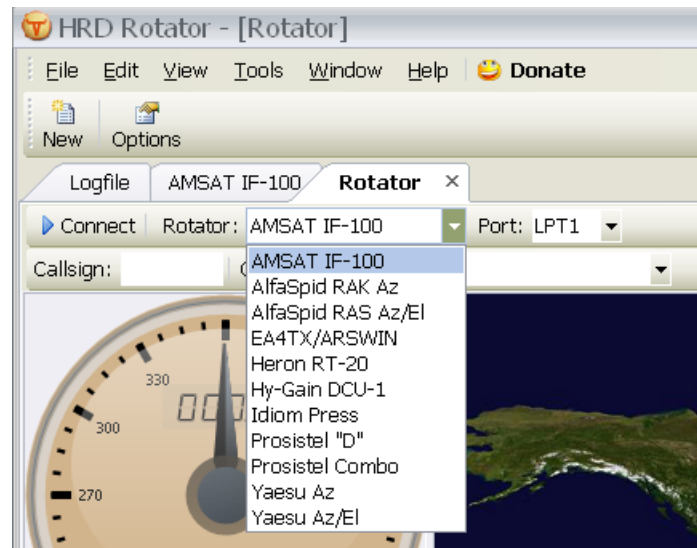 HRD Rotator - [Rotator]
File Edit View Tools Window Help Donate
New Options
Logfile AMSAT IF-100 Rotator ×
Connect Rotator: AMSAT IF-100 Port: LPT1
Callsign:
AMSAT IF-100
AlfaSpid RAK Az
AlfaSpid RAS Az/El
EA4TX/ARSWIN
Heron RT-20
Hy-Gain DCU-1
Idiom Press
Prosistel "D"
Prosistel Combo
Yaesu Az
Yaesu Az/El
330
300
270